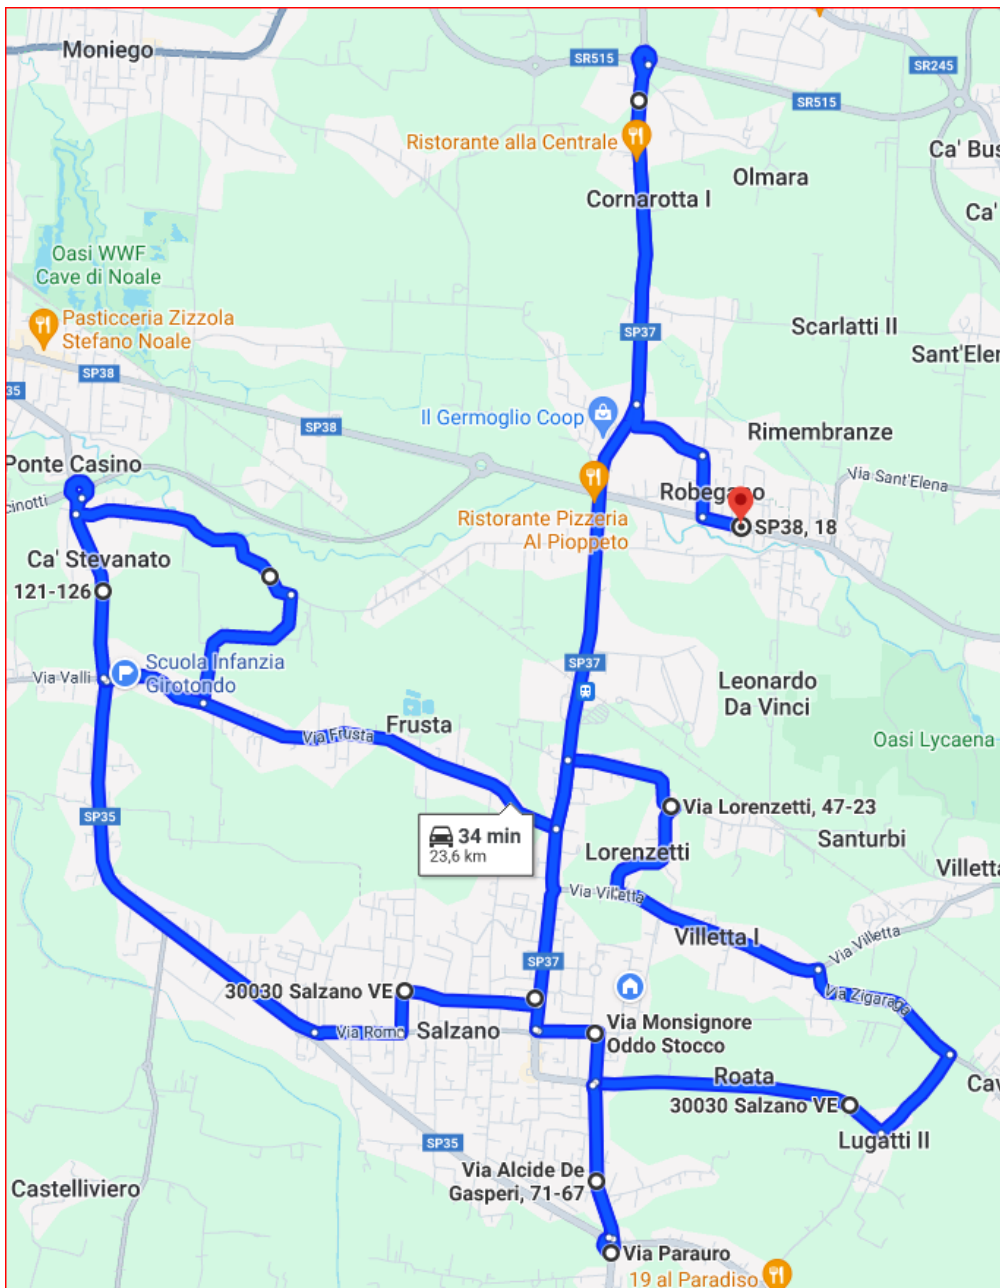 Moniego
SR515
SR245
SR515
Ristorante alla Centrale
Ca' Bus
Olmara
Cornarotta I
Ca'
Oasi WWF
Cave di Noale
Pasticceria Zizzola
Stefano Noale
SP37
Scarlatti II
Sant'Eler
SP38
35
Il Germoglio Coop
SP38
Rimembranze
Ponte Casino
Via Sant'Elena
cinotti
Robegano
Ristorante Pizzeria
Al Pioppeto
SP38, 18
Ca' Stevanato
121-126
Scuola Infanzia
Girotondo
Via Valli
SP37
Leonardo
Da Vinci
Frusta
Via Frusta
Oasi Lycaena
Via Lorenzetti, 47-23
SP35
34 min
23,6 km
Santurbi
Lorenzetti
Villetta
Via Villetta
Villetta I
Via Villetta
SP37
30030 Salzano VE
Via Zigaraga
Via Roma
Salzano
Via Monsignore
Oddo Stocco
Roata
Cav
30030 Salzano VE
SP35
Lugatti II
Via Alcide De
Gasperi, 71-67
Castelliviero
Via Parauro
19 al Paradiso